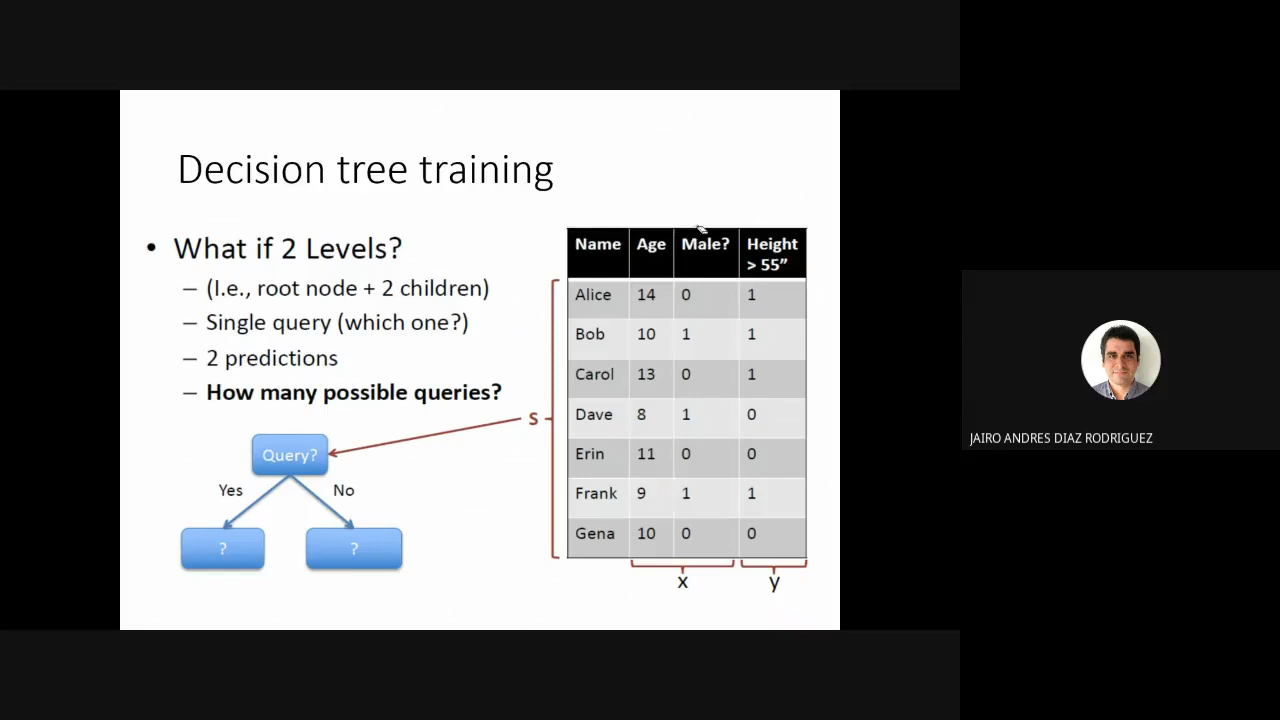 Decision tree training
• What if 2 Levels?
– (I.e., root node + 2 children)
– Single query (which one?)
– 2 predictions
– How many possible queries?
Query?
Yes No
? ?
S
Name Age Male? Height > 55”
Alice 14 0 1
Bob 10 1 1
Carol 13 0 1
Dave 8 1 0
Erin 11 0 0
Frank 9 1 1
Gena 10 0 0
x y
JAIRO ANDRES DIAZ RODRIGUEZ